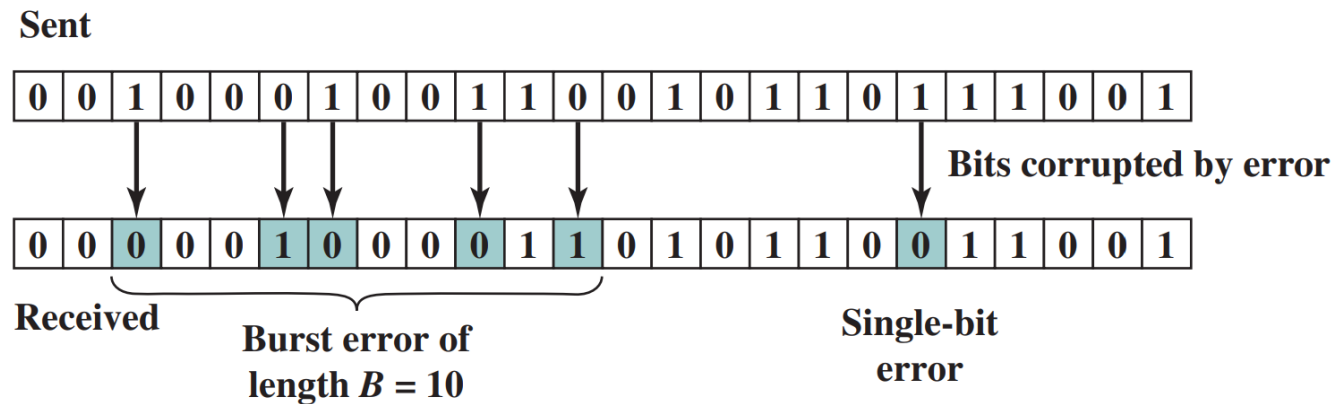 Sent
0 0 1 0 0 0 1 0 0 1 1 0 0 1 0 1 1 0 1 1 1 0 0 1
Bits corrupted by error
0 0 0 0 0 1 0 0 0 0 1 1 0 1 0 1 1 0 0 1 1 0 0 1
Received
Burst error of
length B = 10
Single-bit
error